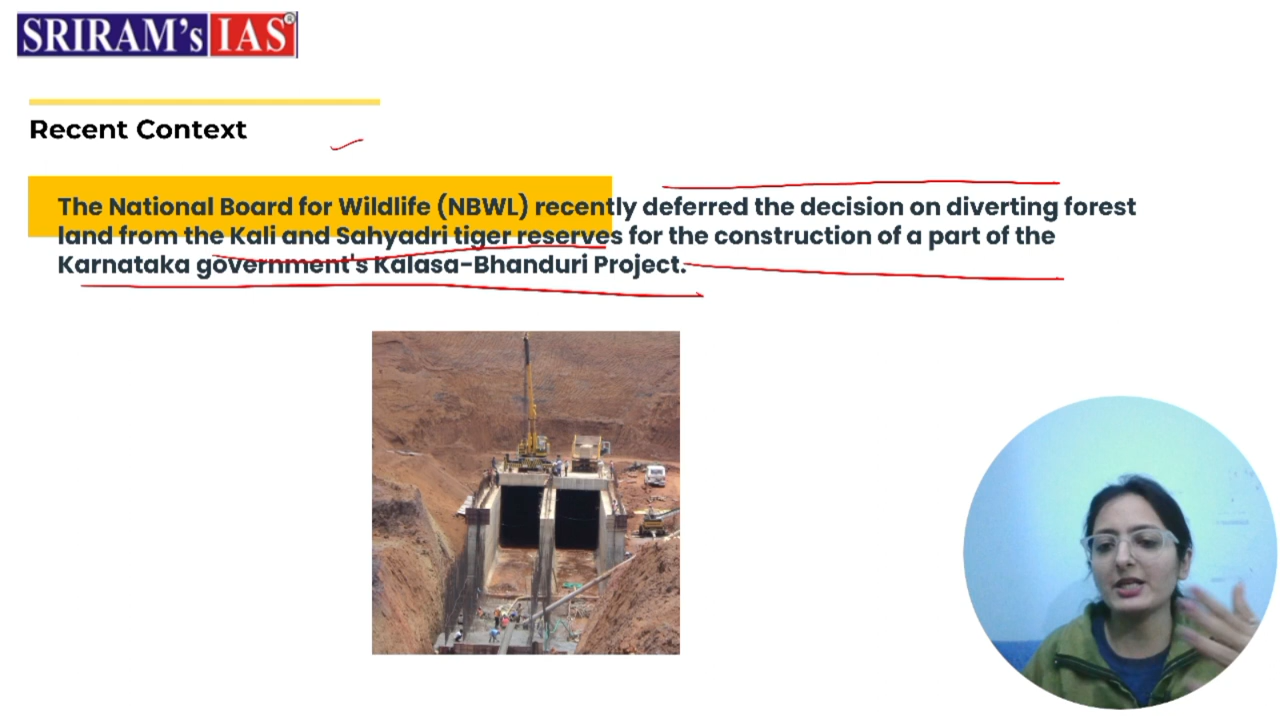 SRIRAM's IAS®
Recent Context
The National Board for Wildlife (NBWL) recently deferred the decision on diverting forest
land from the Kali and Sahyadri tiger reserves for the construction of a part of the
Karnataka government's Kalasa-Bhanduri Project.